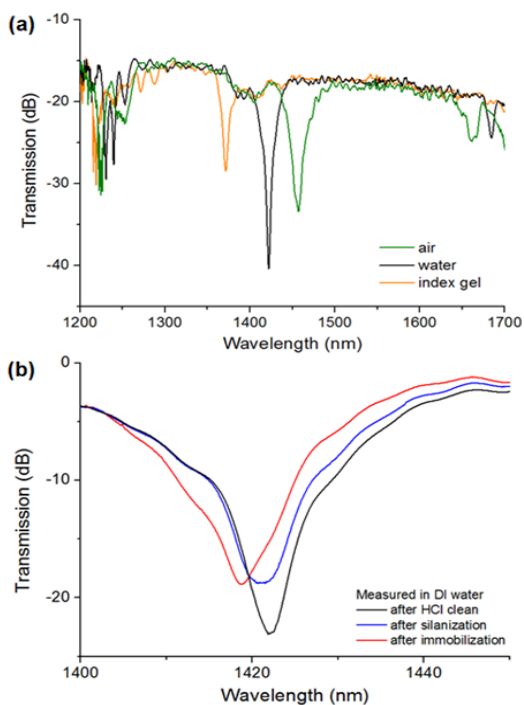 (a)
-10
-20
-30
-40
Transmission (dB)
air
water
index gel
1200 1300 1400 1500 1600 1700
Wavelength (nm)
(b)
0
-10
-20
Transmission (dB)
Measured in DI water
after HCl clean
after silanization
after immobilization
1400 1420 1440
Wavelength (nm)